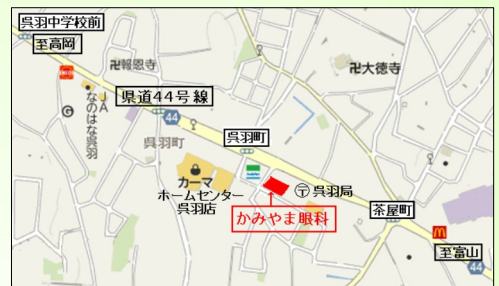 呉羽中学校前
至高岡
卍報恩寺
卍大徳寺
JA
なのはな呉羽
県道44号線
44
呉羽町
呉羽町
カーマ
ホームセンター
呉羽店
〒呉羽局
かみやま眼科
茶屋町
至富山
44